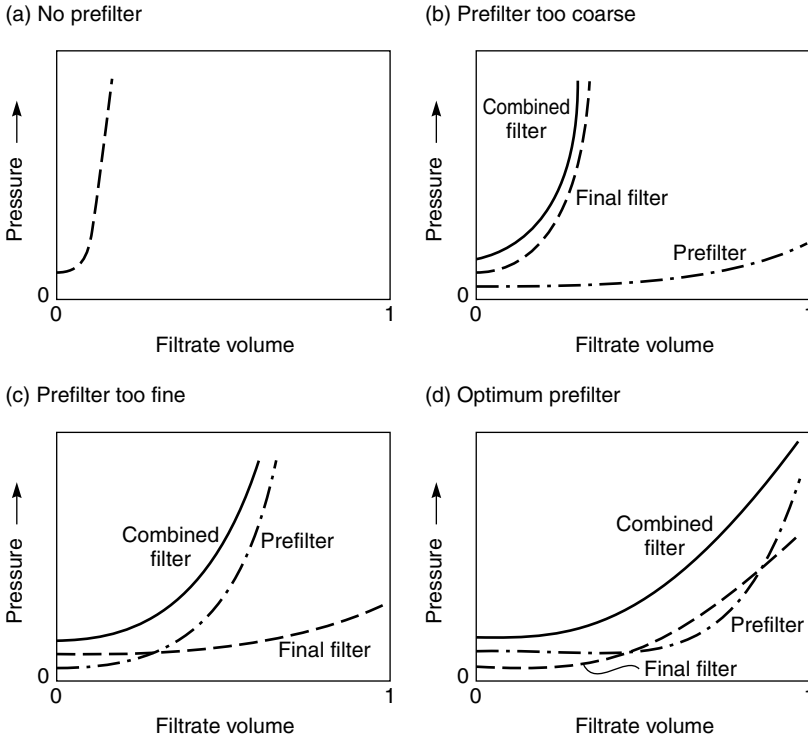 (a) No prefilter
Pressure
0
0
1
Filtrate volume
(b) Prefilter too coarse
Combined
filter
Final filter
Prefilter
Pressure
0
0
1
Filtrate volume
(c) Prefilter too fine
Combined
filter
Prefilter
Final filter
Pressure
0
0
1
Filtrate volume
(d) Optimum prefilter
Combined
filter
Prefilter
Final filter
Pressure
0
0
1
Filtrate volume